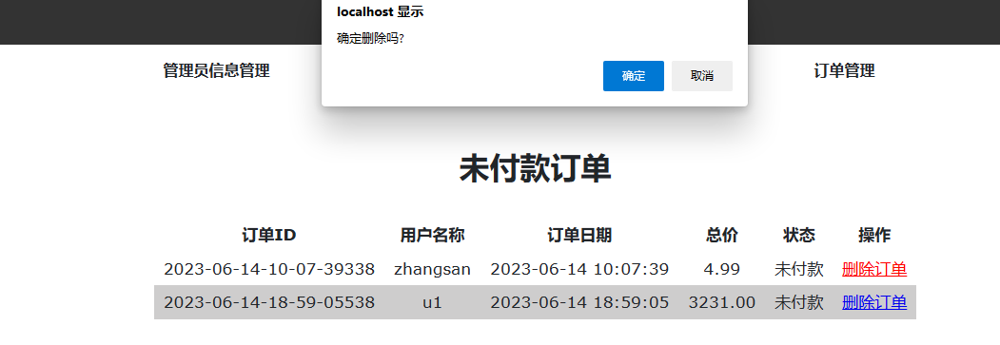 localhost 显示
确定删除吗?
确定 取消
管理员信息管理 订单管理
未付款订单
订单ID 用户名称 订单日期 总价 状态 操作
2023-06-14-10-07-39338 zhangsan 2023-06-14 10:07:39 4.99 未付款 删除订单
2023-06-14-18-59-05538 u1 2023-06-14 18:59:05 3231.00 未付款 删除订单